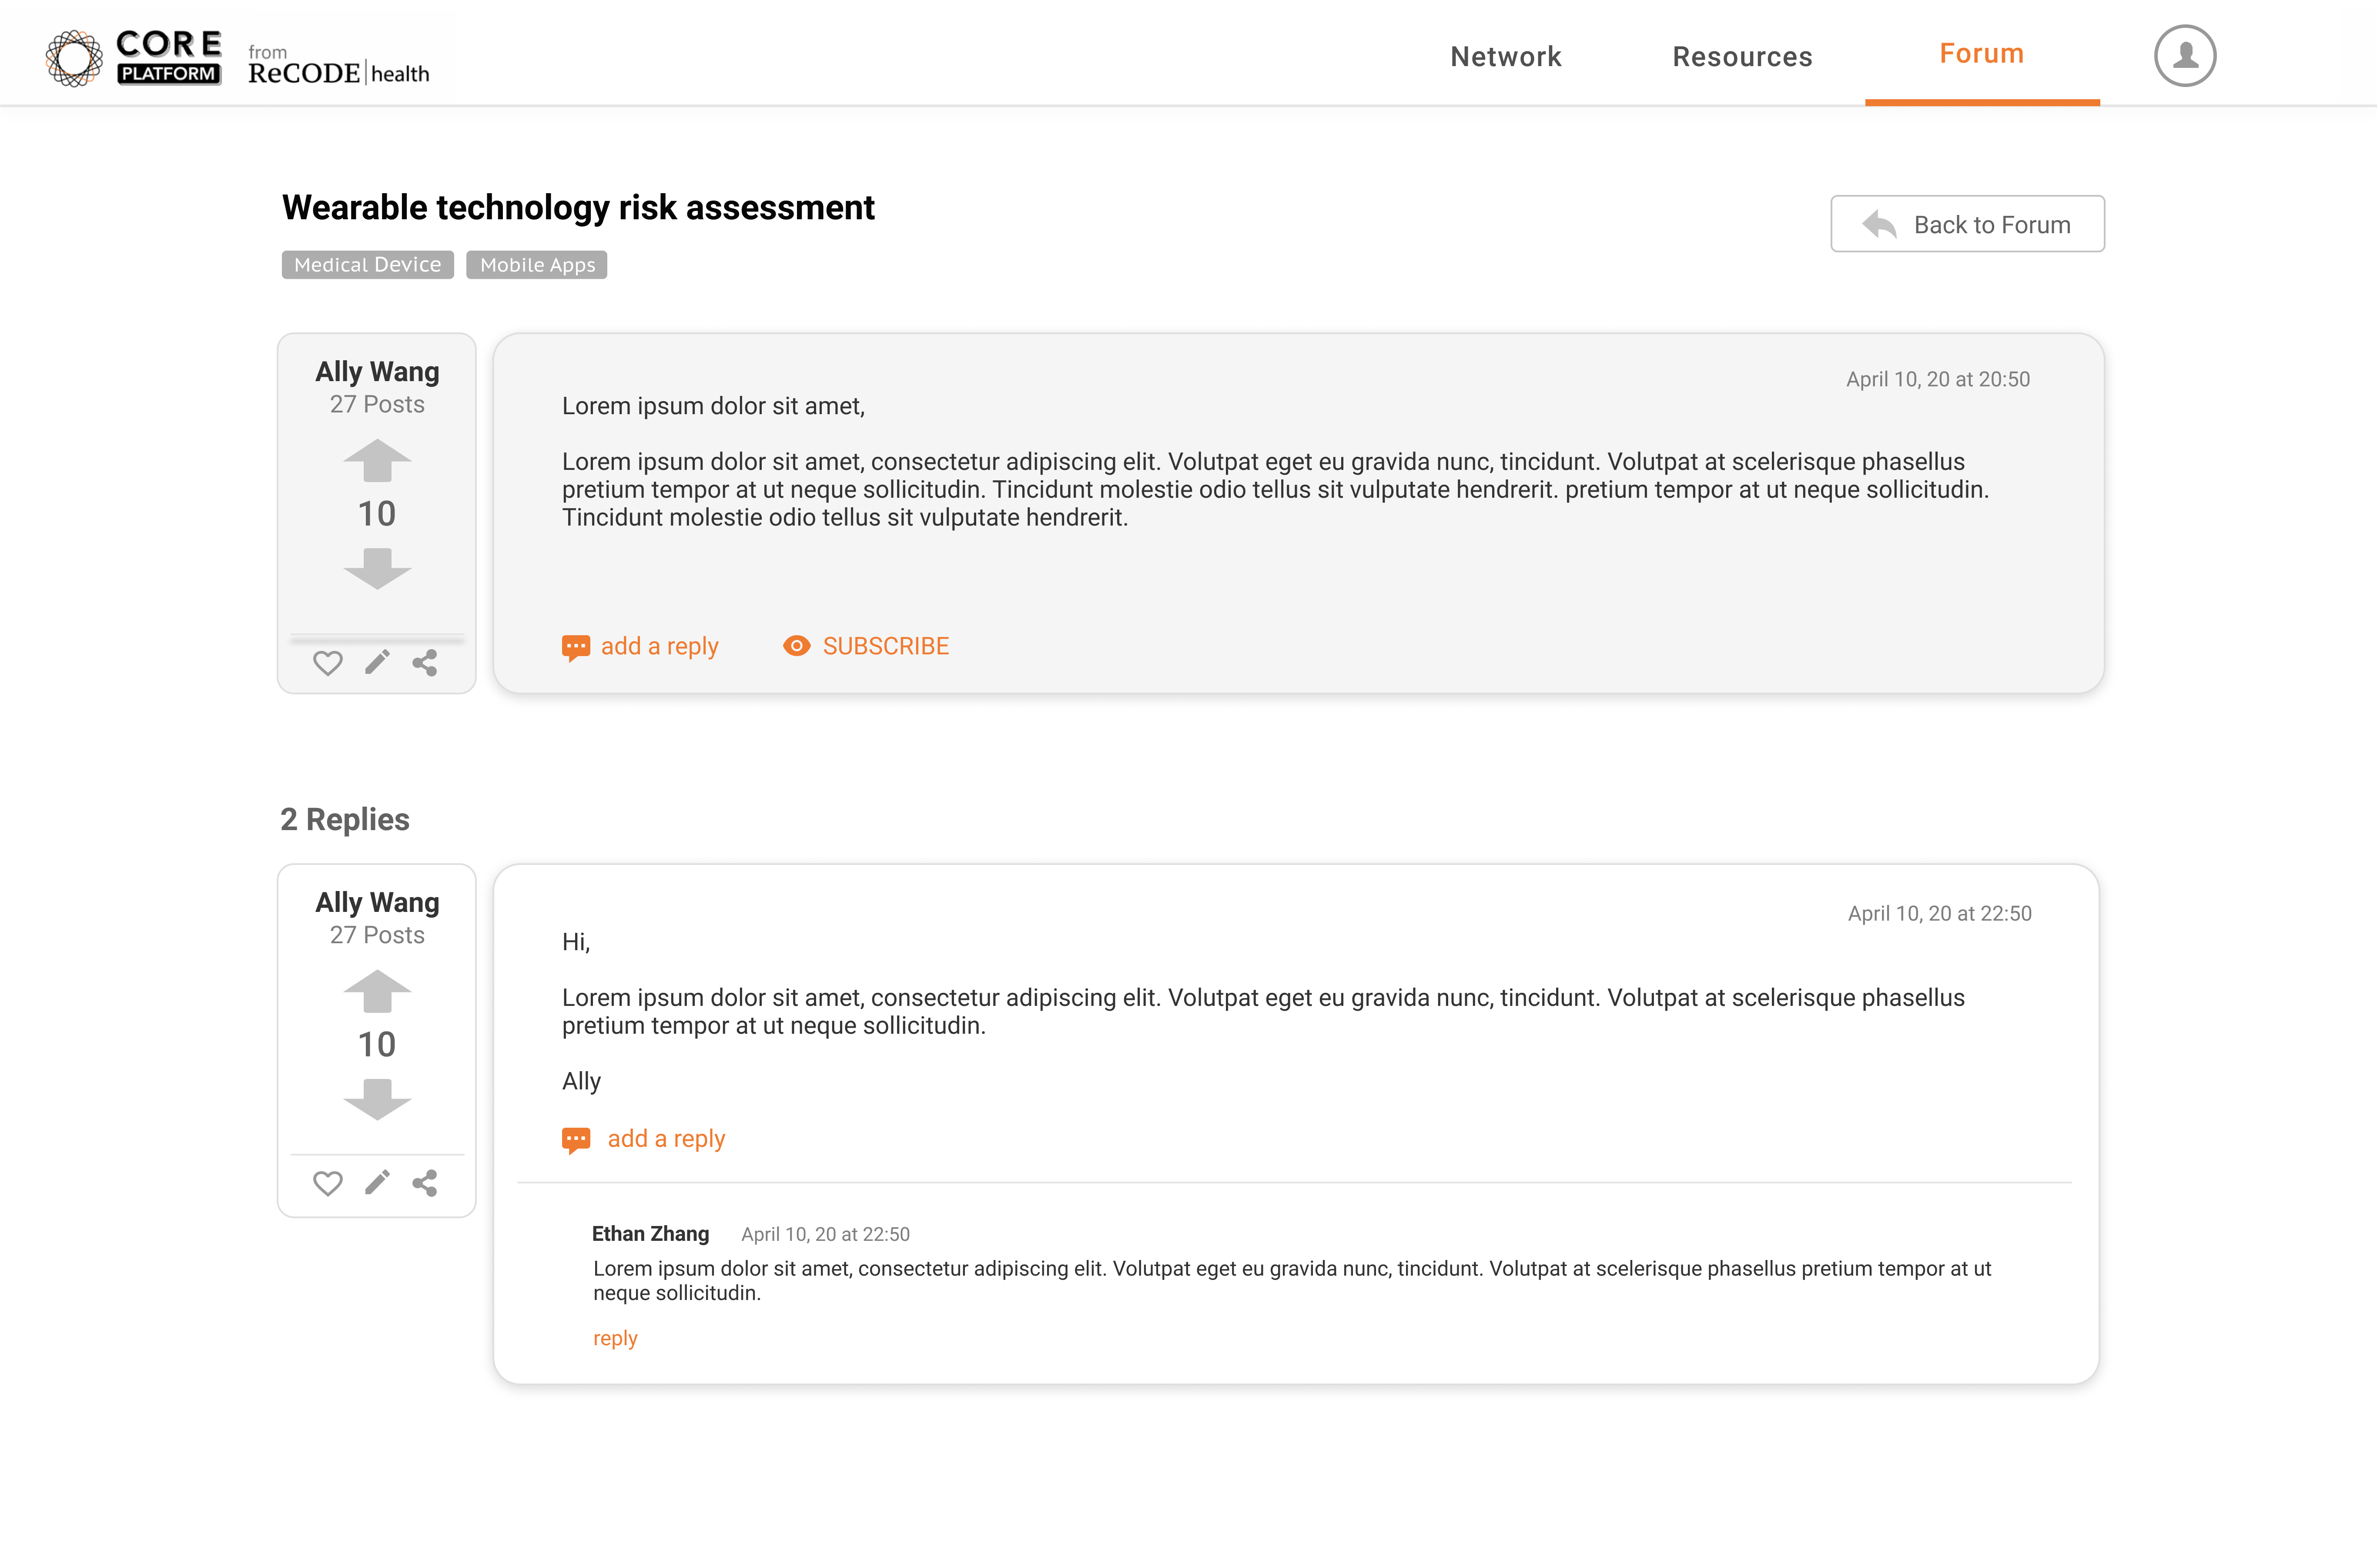 CORE
PLATFORM
from
ReCODE health
Network
Resources
Forum
Wearable technology risk assessment
Back to Forum
Medical Device
Mobile Apps
Ally Wang
27 Posts
10
April 10, 20 at 20:50
Lorem ipsum dolor sit amet,
Lorem ipsum dolor sit amet, consectetur adipiscing elit. Volutpat eget eu gravida nunc, tincidunt. Volutpat at scelerisque phasellus
pretium tempor at ut neque sollicitudin. Tincidunt molestie odio tellus sit vulputate hendrerit. pretium tempor at ut neque sollicitudin.
Tincidunt molestie odio tellus sit vulputate hendrerit.
add a reply
SUBSCRIBE
2 Replies
Ally Wang
27 Posts
10
April 10, 20 at 22:50
Hi,
Lorem ipsum dolor sit amet, consectetur adipiscing elit. Volutpat eget eu gravida nunc, tincidunt. Volutpat at scelerisque phasellus
pretium tempor at ut neque sollicitudin.
Ally
add a reply
Ethan Zhang
April 10, 20 at 22:50
Lorem ipsum dolor sit amet, consectetur adipiscing elit. Volutpat eget eu gravida nunc, tincidunt. Volutpat at scelerisque phasellus pretium tempor at ut
neque sollicitudin.
reply